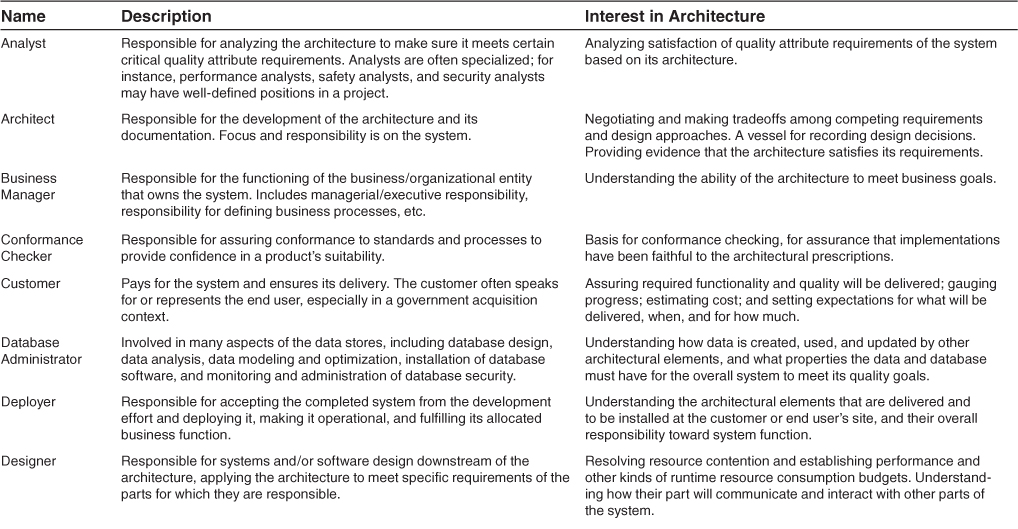 Name Description Interest in Architecture
Analyst Responsible for analyzing the architecture to make sure it meets certain Analyzing satisfaction of quality attribute requirements of the system
critical quality attribute requirements. Analysts are often specialized; for based on its architecture.
instance, performance analysts, safety analysts, and security analysts
may have well-defined positions in a project.
Architect Responsible for the development of the architecture and its Negotiating and making tradeoffs among competing requirements
documentation. Focus and responsibility is on the system. and design approaches. A vessel for recording design decisions.
Providing evidence that the architecture satisfies its requirements.
Business Responsible for the functioning of the business/organizational entity Understanding the ability of the architecture to meet business goals.
Manager that owns the system. Includes managerial/executive responsibility,
responsibility for defining business processes, etc.
Conformance Responsible for assuring conformance to standards and processes to Basis for conformance checking, for assurance that implementations
Checker provide confidence in a product's suitability. have been faithful to the architectural prescriptions.
Customer Pays for the system and ensures its delivery. The customer often speaks Assuring required functionality and quality will be delivered; gauging
for or represents the end user, especially in a government acquisition progress; estimating cost; and setting expectations for what will be
context. delivered, when, and for how much.
Database Involved in many aspects of the data stores, including database design, Understanding how data is created, used, and updated by other
Administrator data analysis, data modeling and optimization, installation of database architectural elements, and what properties the data and database
software, and monitoring and administration of database security. must have for the overall system to meet its quality goals.
Deployer Responsible for accepting the completed system from the development Understanding the architectural elements that are delivered and
effort and deploying it, making it operational, and fulfilling its allocated to be installed at the customer or end user's site, and their overall
business function. responsibility toward system function.
Designer Responsible for systems and/or software design downstream of the Resolving resource contention and establishing performance and
architecture, applying the architecture to meet specific requirements of the other kinds of runtime resource consumption budgets. Understand-
parts for which they are responsible. ing how their part will communicate and interact with other parts of
the system.